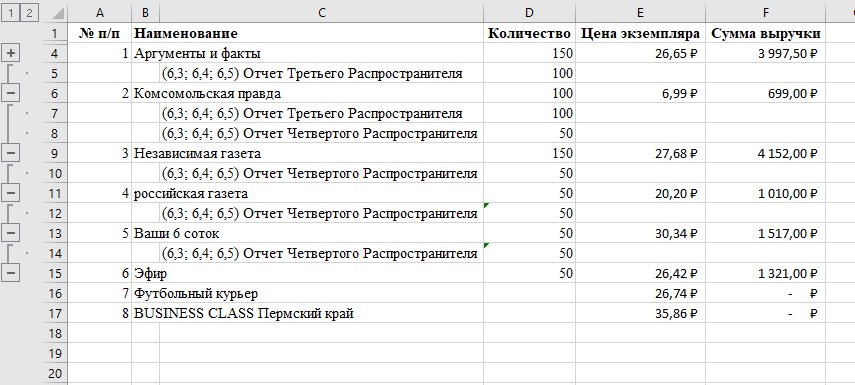 1 2 A B C D E F
1 № п/п Наименование Количество Цена экземпляра Сумма выручки
4 1 Аргументы и факты 150 26,65 ₽ 3 997,50 ₽
5 (6,3; 6,4; 6,5) Отчет Третьего Распространителя 100
6 2 Комсомольская правда 100 6,99 ₽ 699,00 ₽
7 (6,3; 6,4; 6,5) Отчет Третьего Распространителя 100
8 (6,3; 6,4; 6,5) Отчет Четвертого Распространителя 50
9 3 Независимая газета 150 27,68 ₽ 4 152,00 ₽
10 (6,3; 6,4; 6,5) Отчет Четвертого Распространителя 50
11 4 российская газета 50 20,20 ₽ 1 010,00 ₽
12 (6,3; 6,4; 6,5) Отчет Четвертого Распространителя 50
13 5 Ваши 6 соток 50 30,34 ₽ 1 517,00 ₽
14 (6,3; 6,4; 6,5) Отчет Четвертого Распространителя 50
15 6 Эфир 50 26,42 ₽ 1 321,00 ₽
16 7 Футбольный курьер 26,74 ₽ - ₽
17 8 BUSINESS CLASS Пермский край 35,86 ₽ - ₽
18
19
20